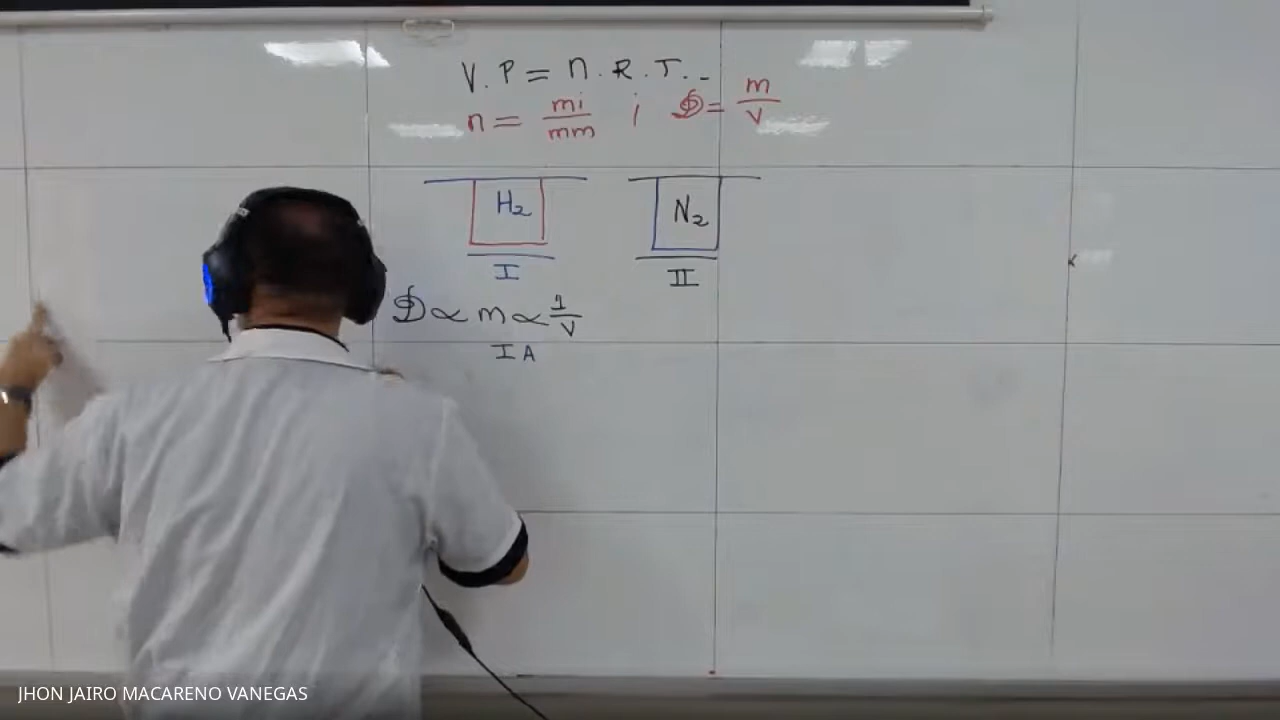 V.P = n.R.T..
n = mi/mm ; D = m/V
H₂ N₂
I II
D ∝ m ∝ 1/V
I A
JHON JAIRO MACARENO VANEGAS